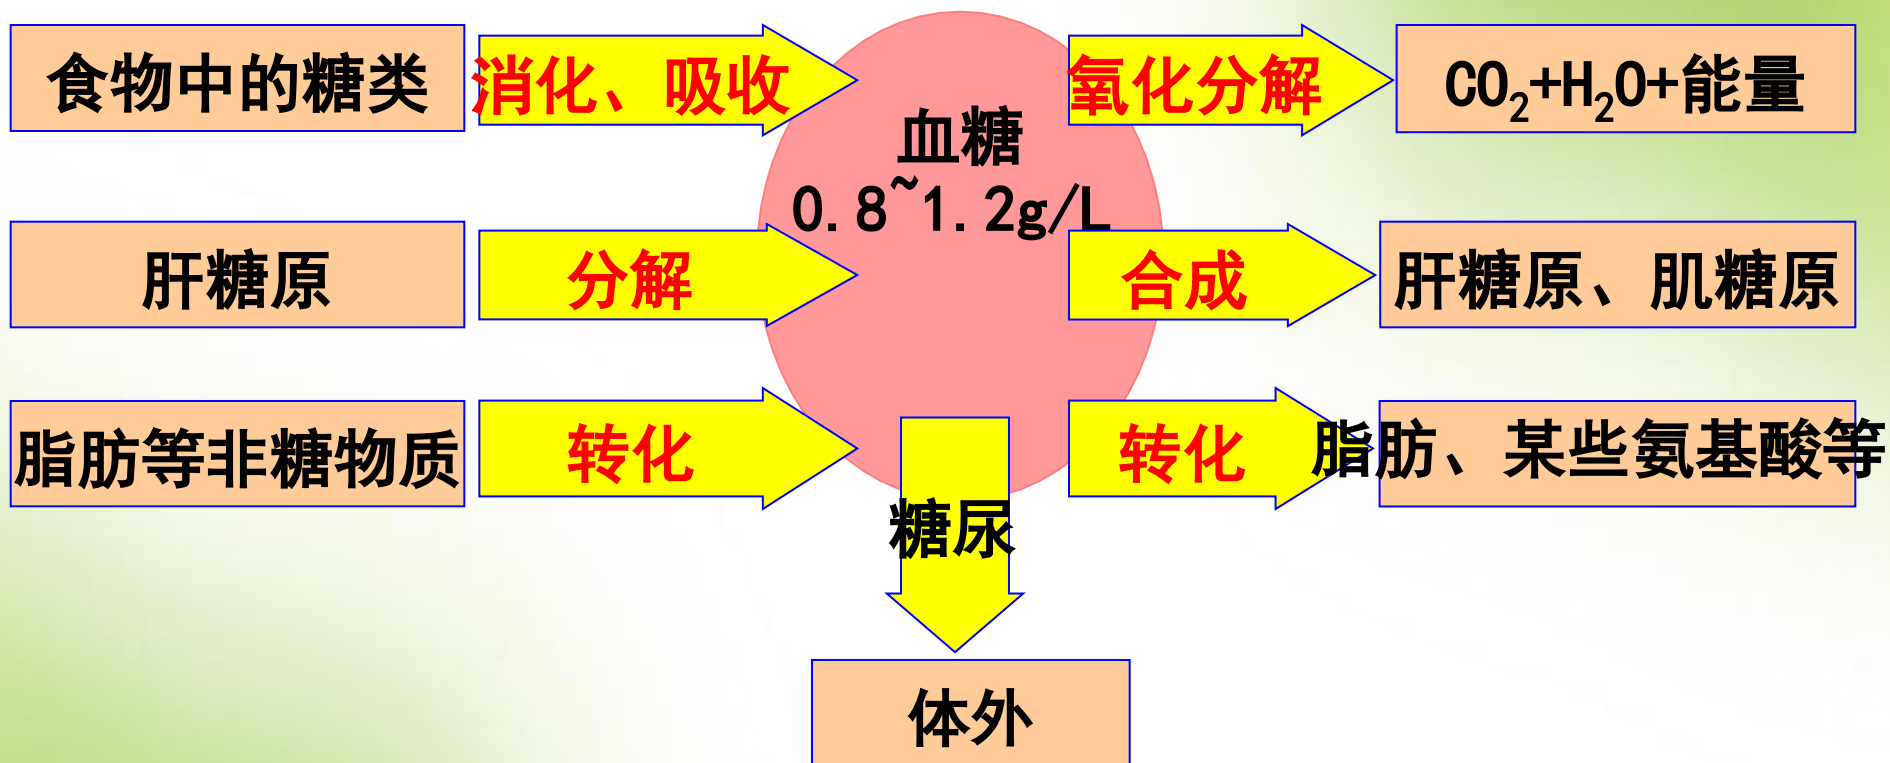 食物中的糖类
消化、吸收
血糖
0.8~1.2g/L
氧化分解
CO₂+H₂O+能量
肝糖原
分解
合成
肝糖原、肌糖原
脂肪等非糖物质
转化
转化
脂肪、某些氨基酸等
糖尿
体外